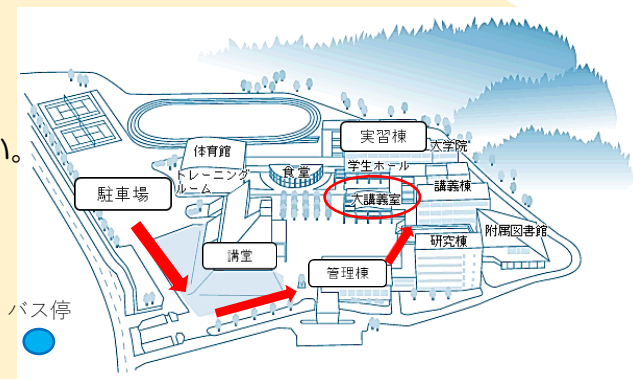 い。
実習棟
大学院
体育館
学生ホール
食堂
トレーニング
ルーム
講義棟
駐車場
大講義室
附属図書館
研究棟
講堂
管理棟
バス停